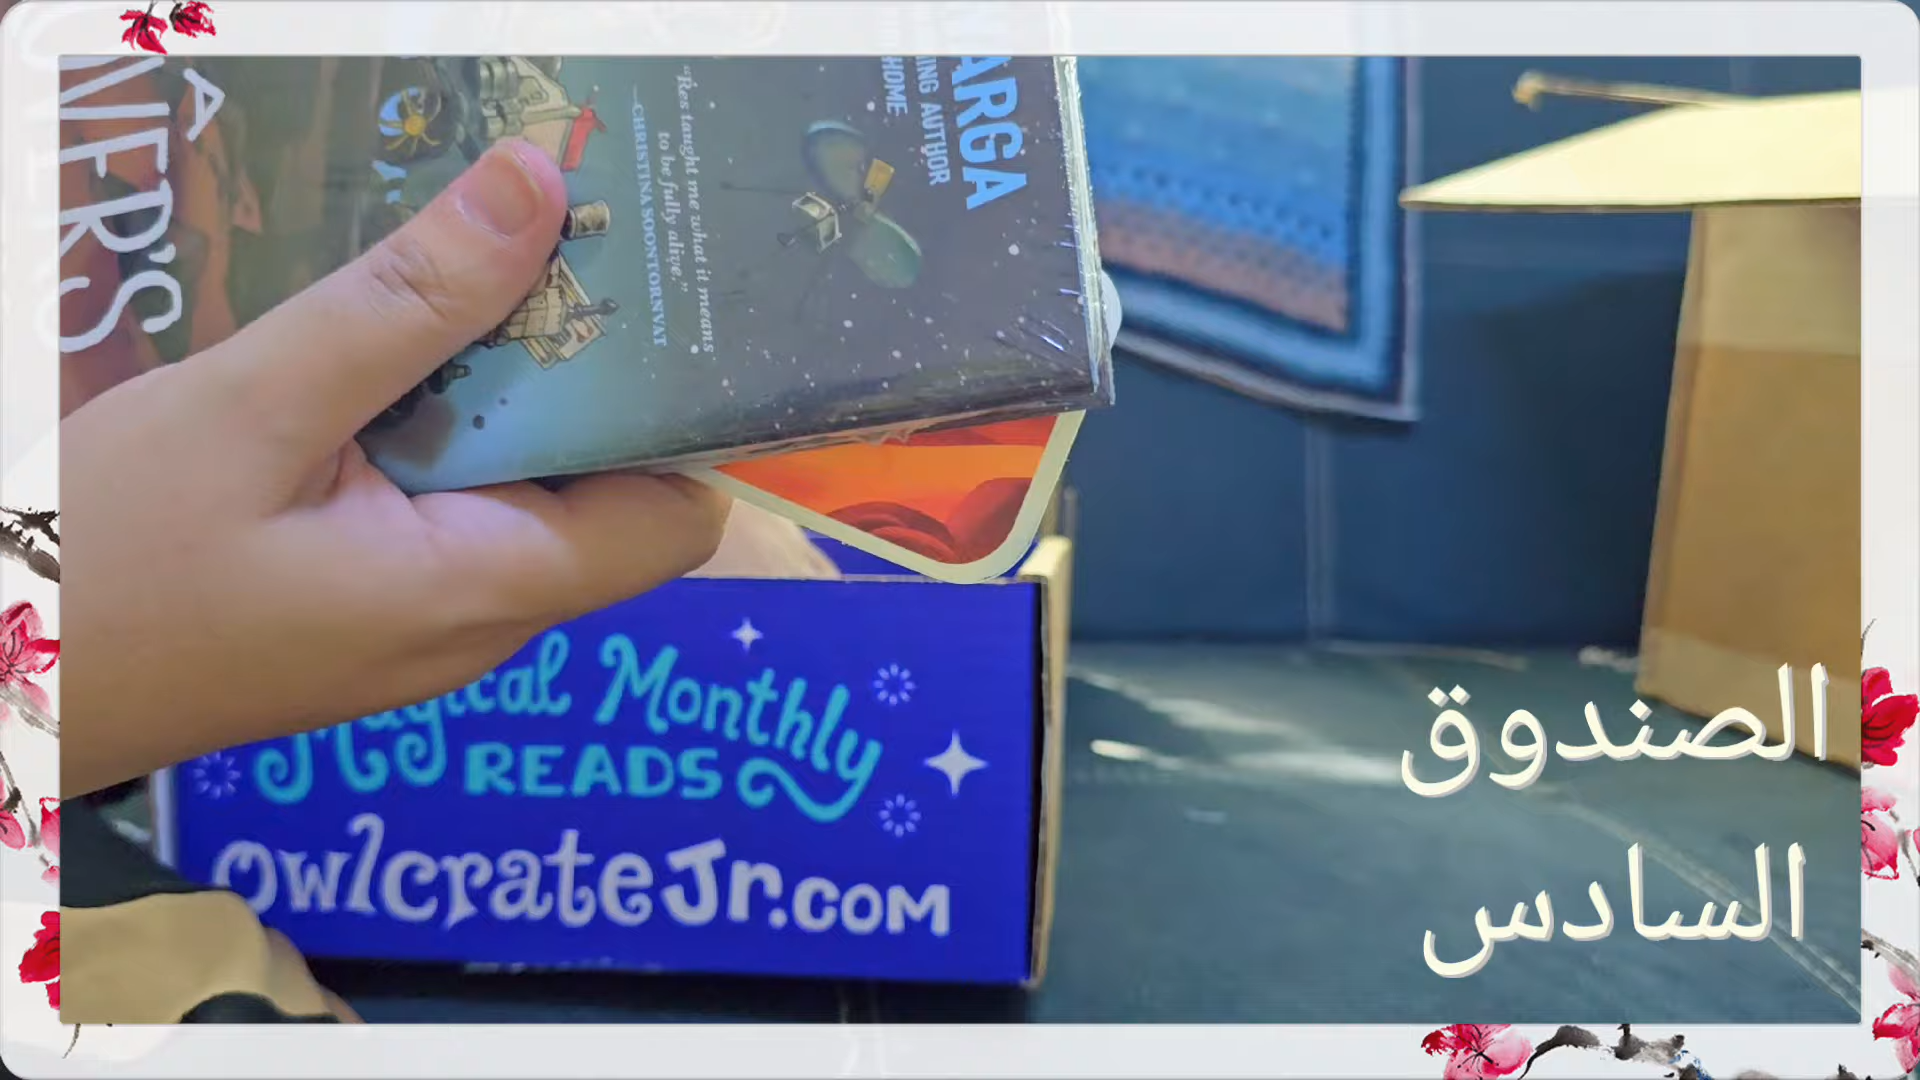 ARGA
ING AUTHOR
HOME
"Res taught me what it means
to be fully alive."
—CHRISTINA SOONTORNVAT
Magical Monthly
READS
OwlcrateJr.com
الصندوق
السادس